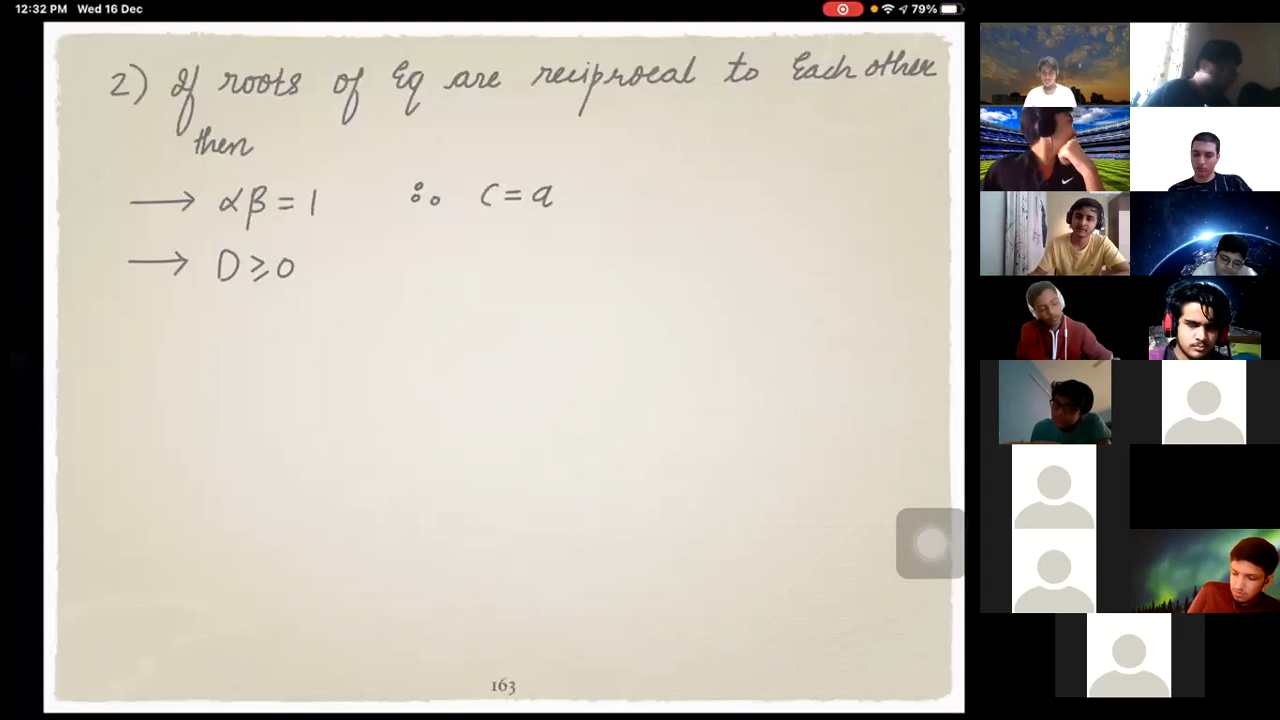 12:32 PM Wed 16 Dec
79%
2) If roots of Eq are reciprocal to Each other
then
→ αβ = 1 ∴ C = a
→ D ≥ 0
163